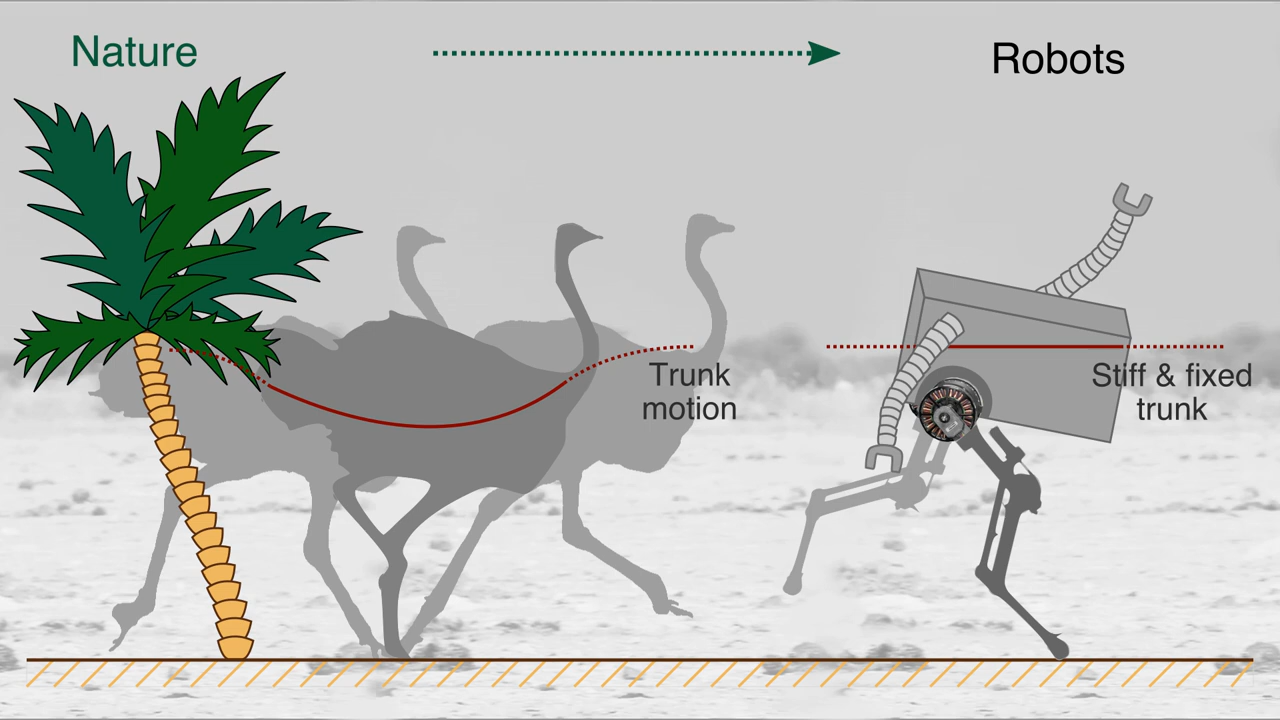 Nature
Robots
Trunk
motion
Stiff & fixed
trunk